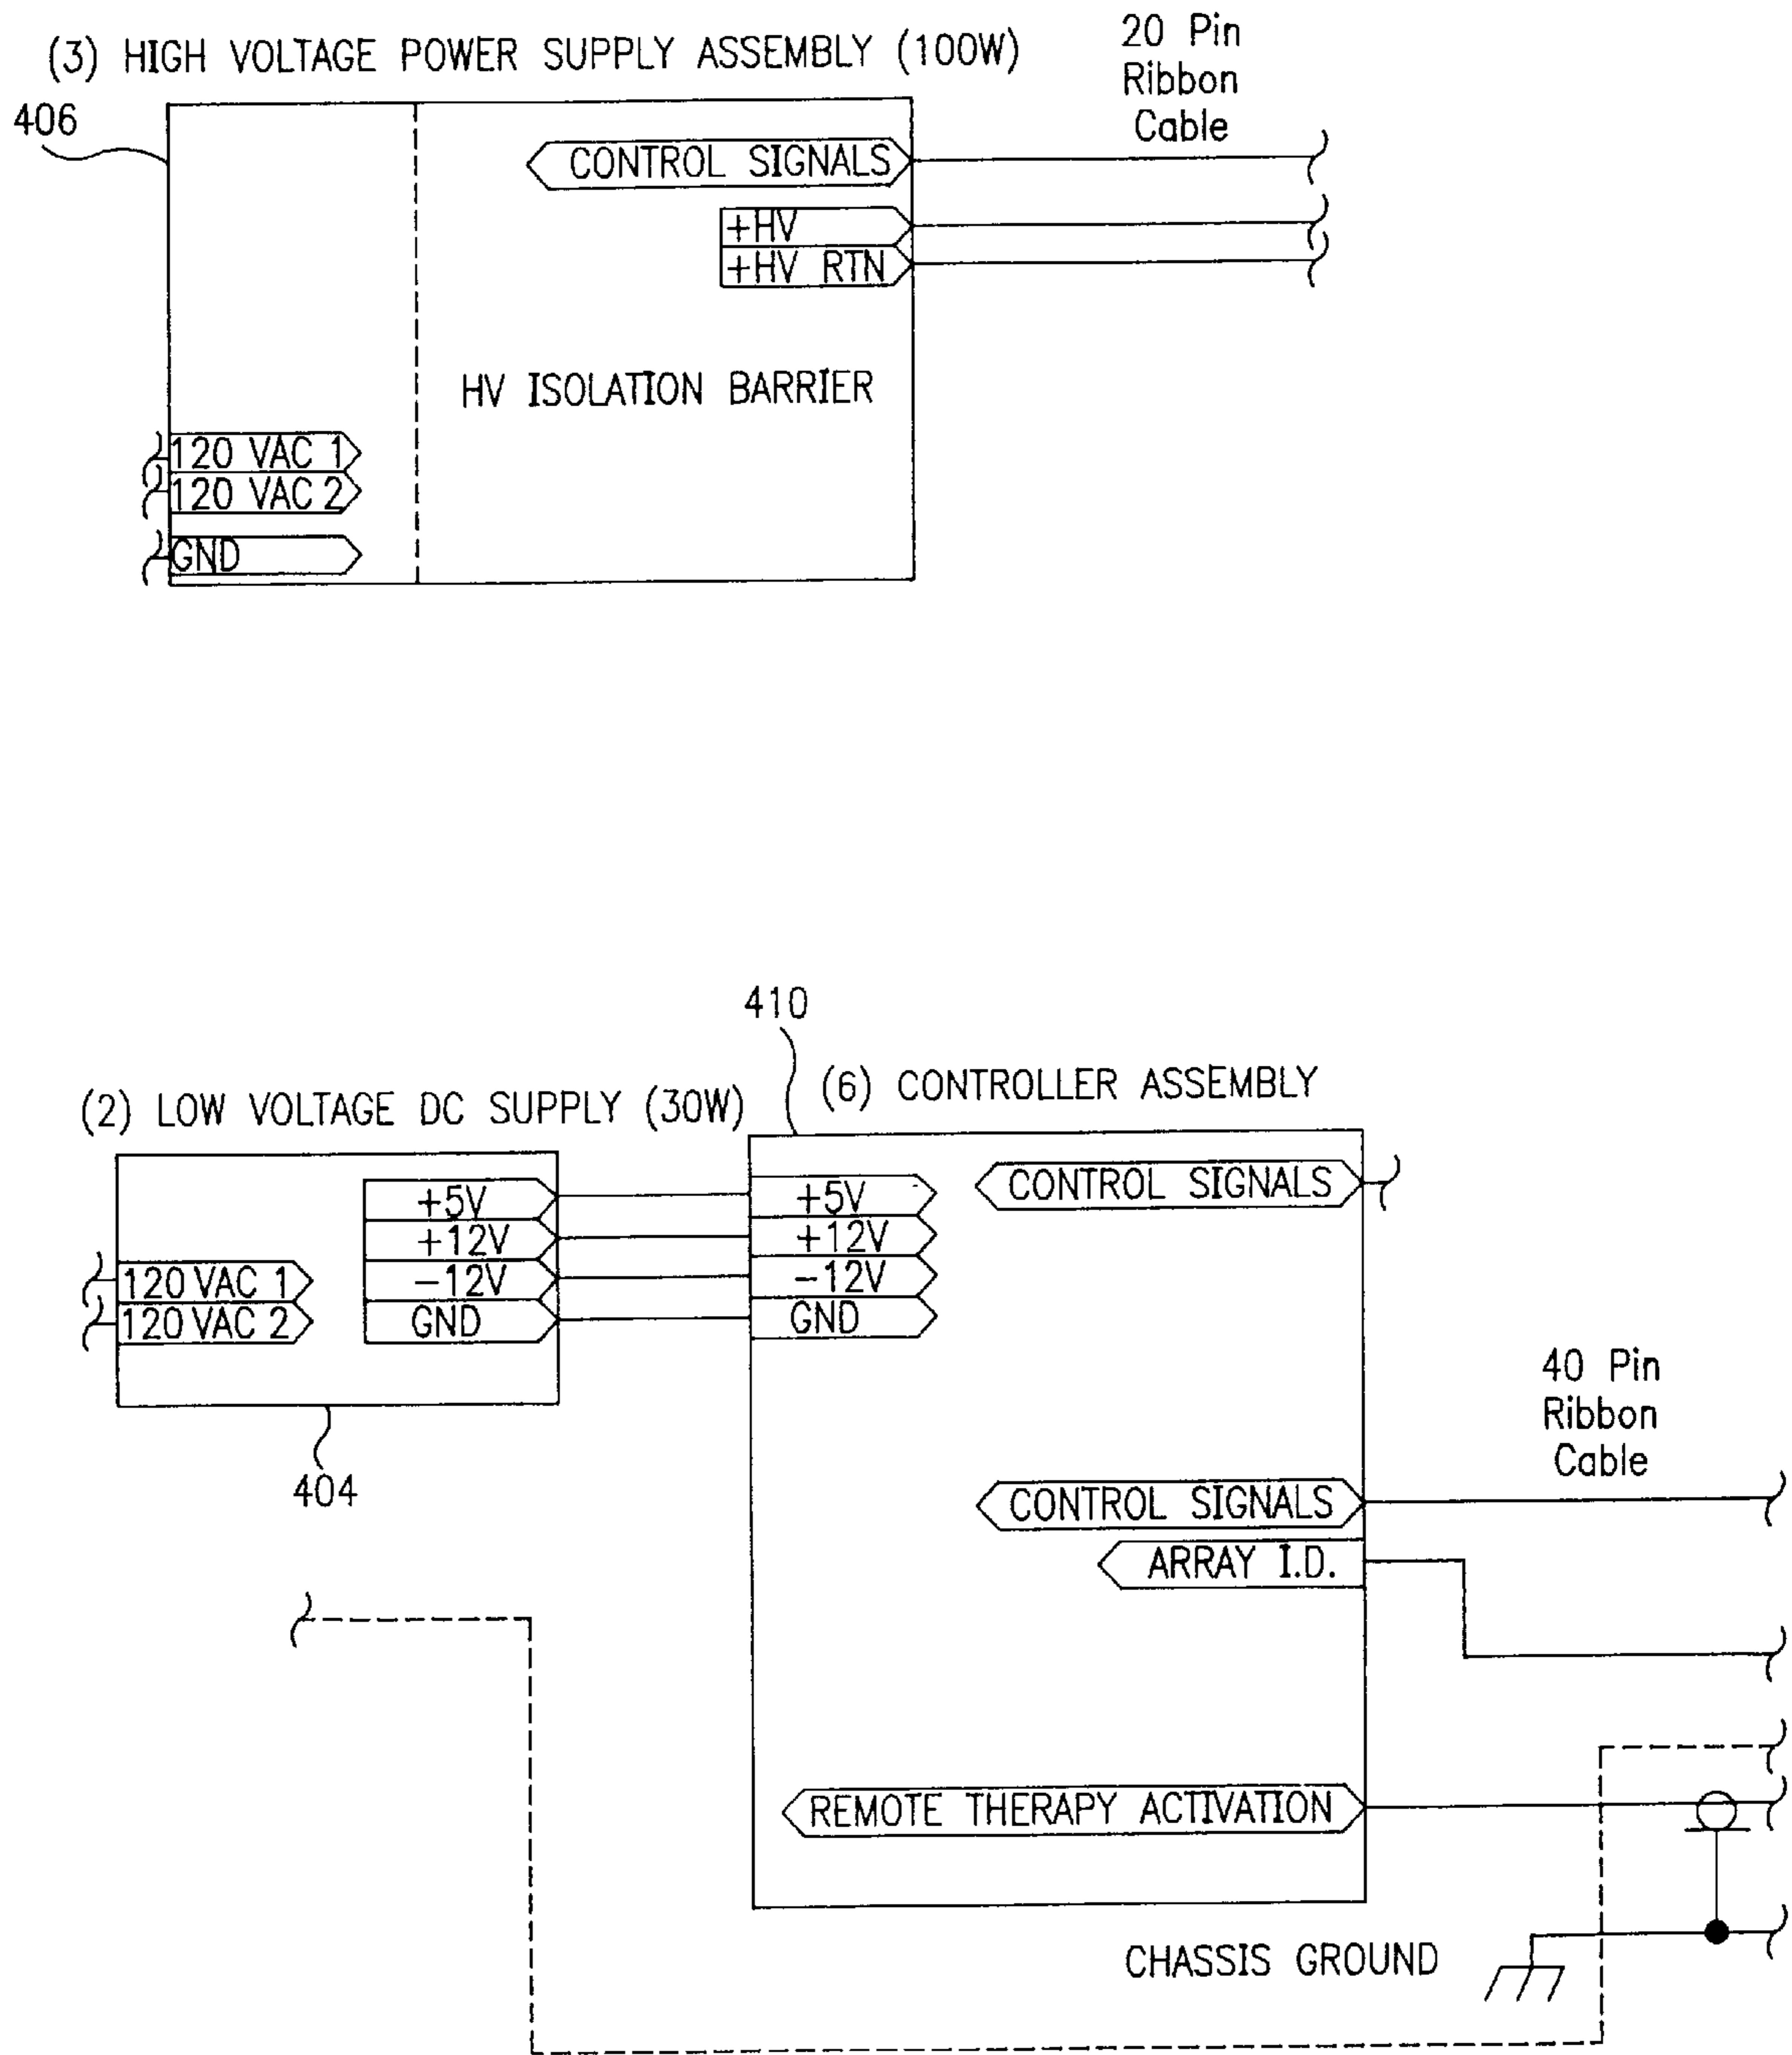 (3) HIGH VOLTAGE POWER SUPPLY ASSEMBLY (100W)
20 Pin
Ribbon
Cable
406
CONTROL SIGNALS
+HV
+HV RTN
HV ISOLATION BARRIER
120 VAC 1
120 VAC 2
GND
410
(2) LOW VOLTAGE DC SUPPLY (30W)
(6) CONTROLLER ASSEMBLY
+5V
+12V
-12V
GND
120 VAC 1
120 VAC 2
404
+5V
+12V
-12V
GND
CONTROL SIGNALS
40 Pin
Ribbon
Cable
CONTROL SIGNALS
ARRAY I.D.
REMOTE THERAPY ACTIVATION
CHASSIS GROUND